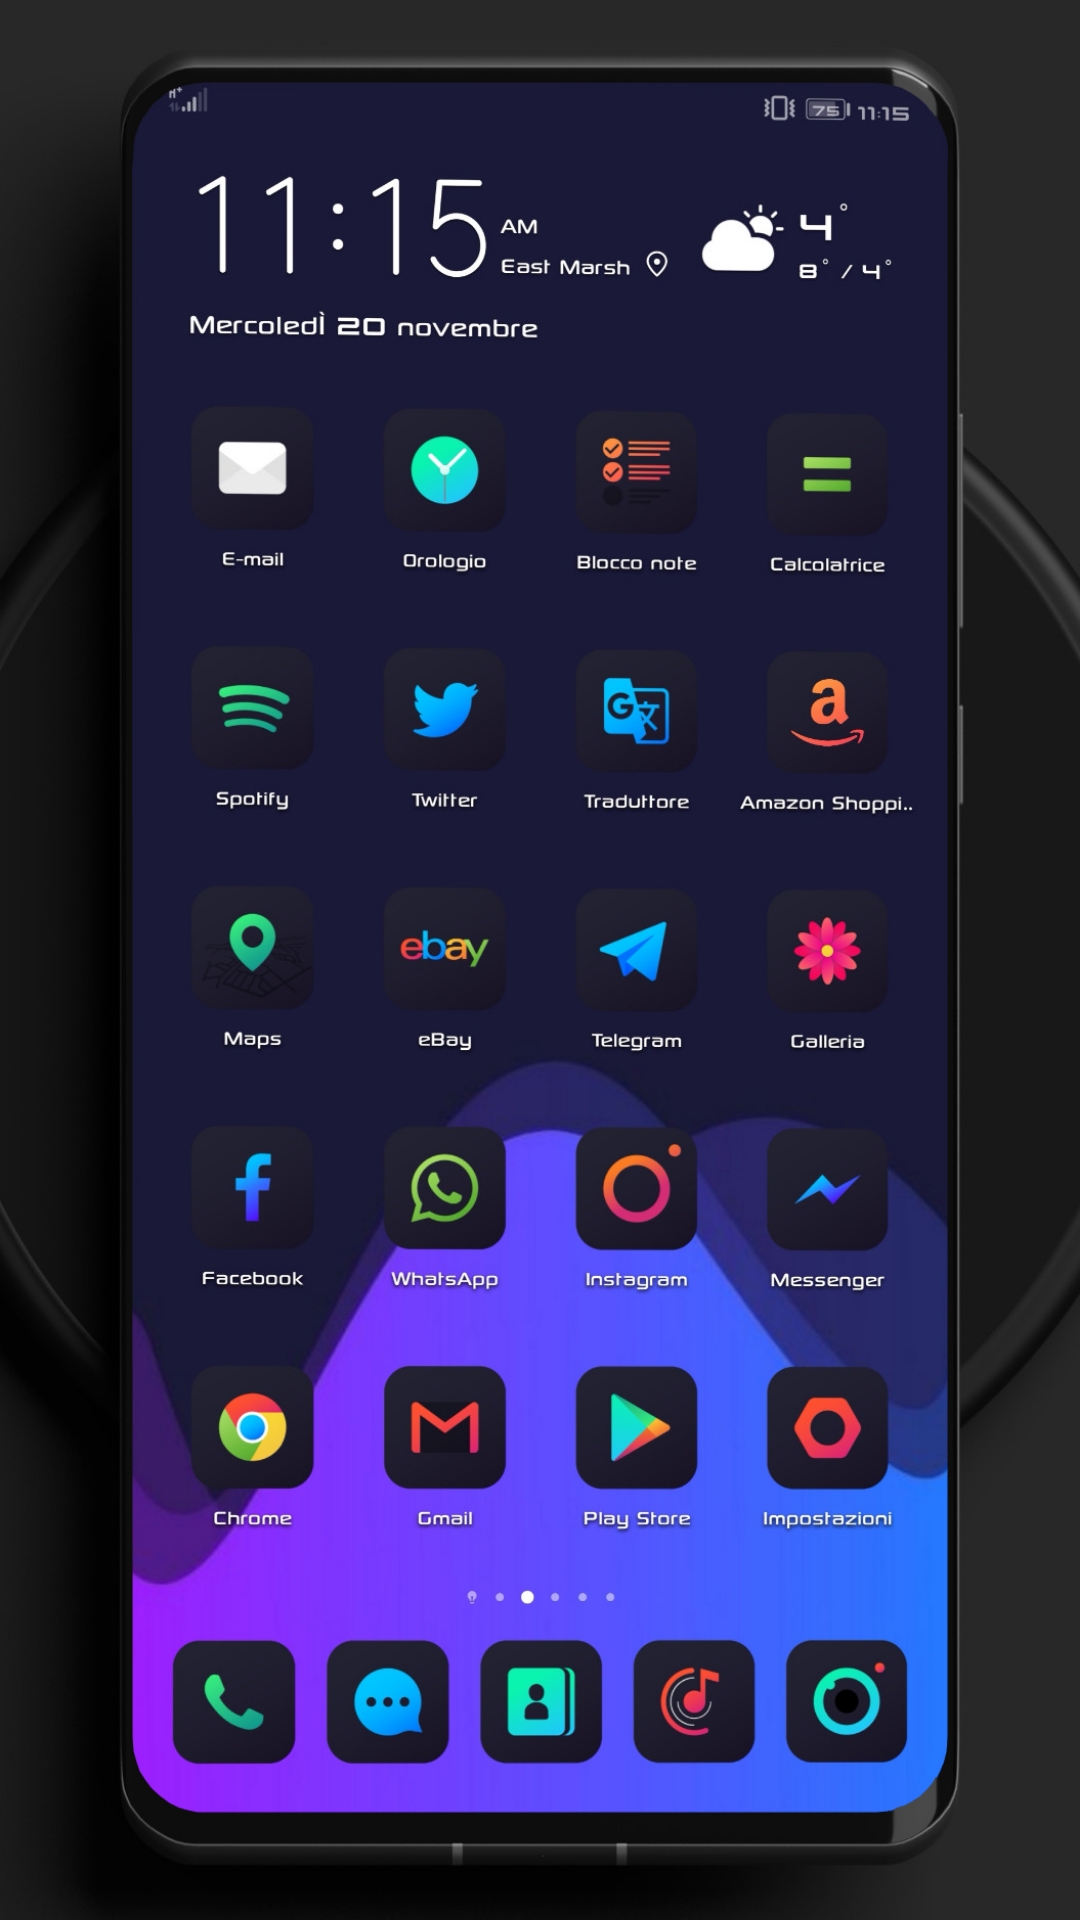 H+
75 11:15
11:15 AM
East Marsh
4°
8° / 4°
MercoledÌ 20 novembre
E-mail Orologio Blocco note Calcolatrice
G 文 a
Spotify Twitter Traduttore Amazon Shoppi..
ebay
Maps eBay Telegram Galleria
f
Facebook WhatsApp Instagram Messenger
M
Chrome Gmail Play Store Impostazioni